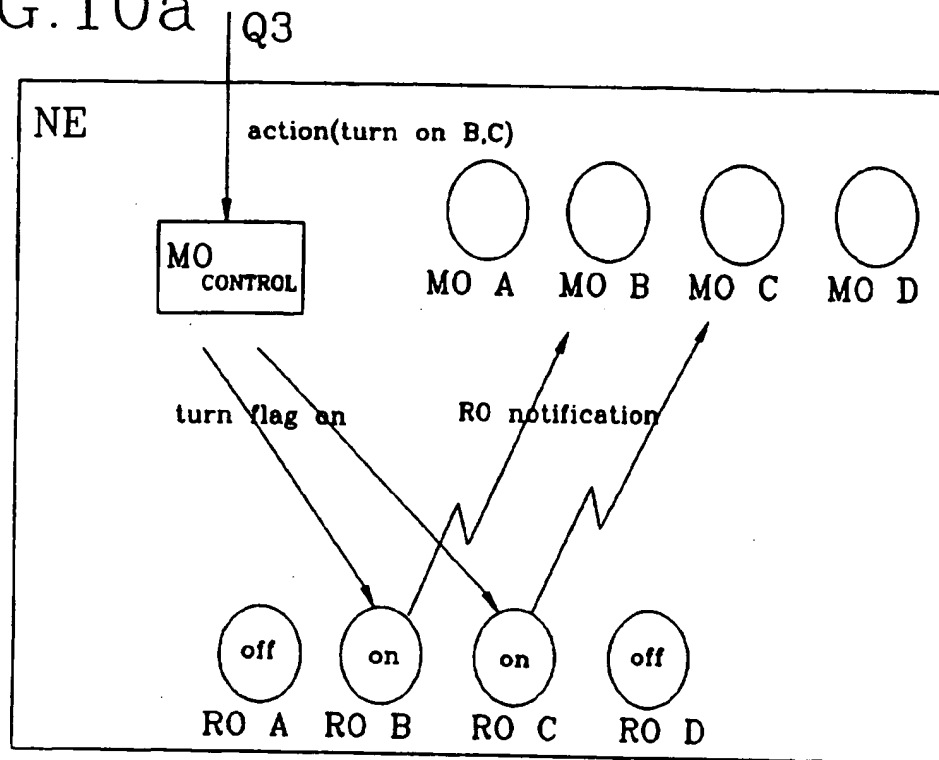 G.10a
Q3
NE
action(turn on B,C)
MO CONTROL
MO A MO B MO C MO D
turn flag on RO notification
off on on off
RO A RO B RO C RO D